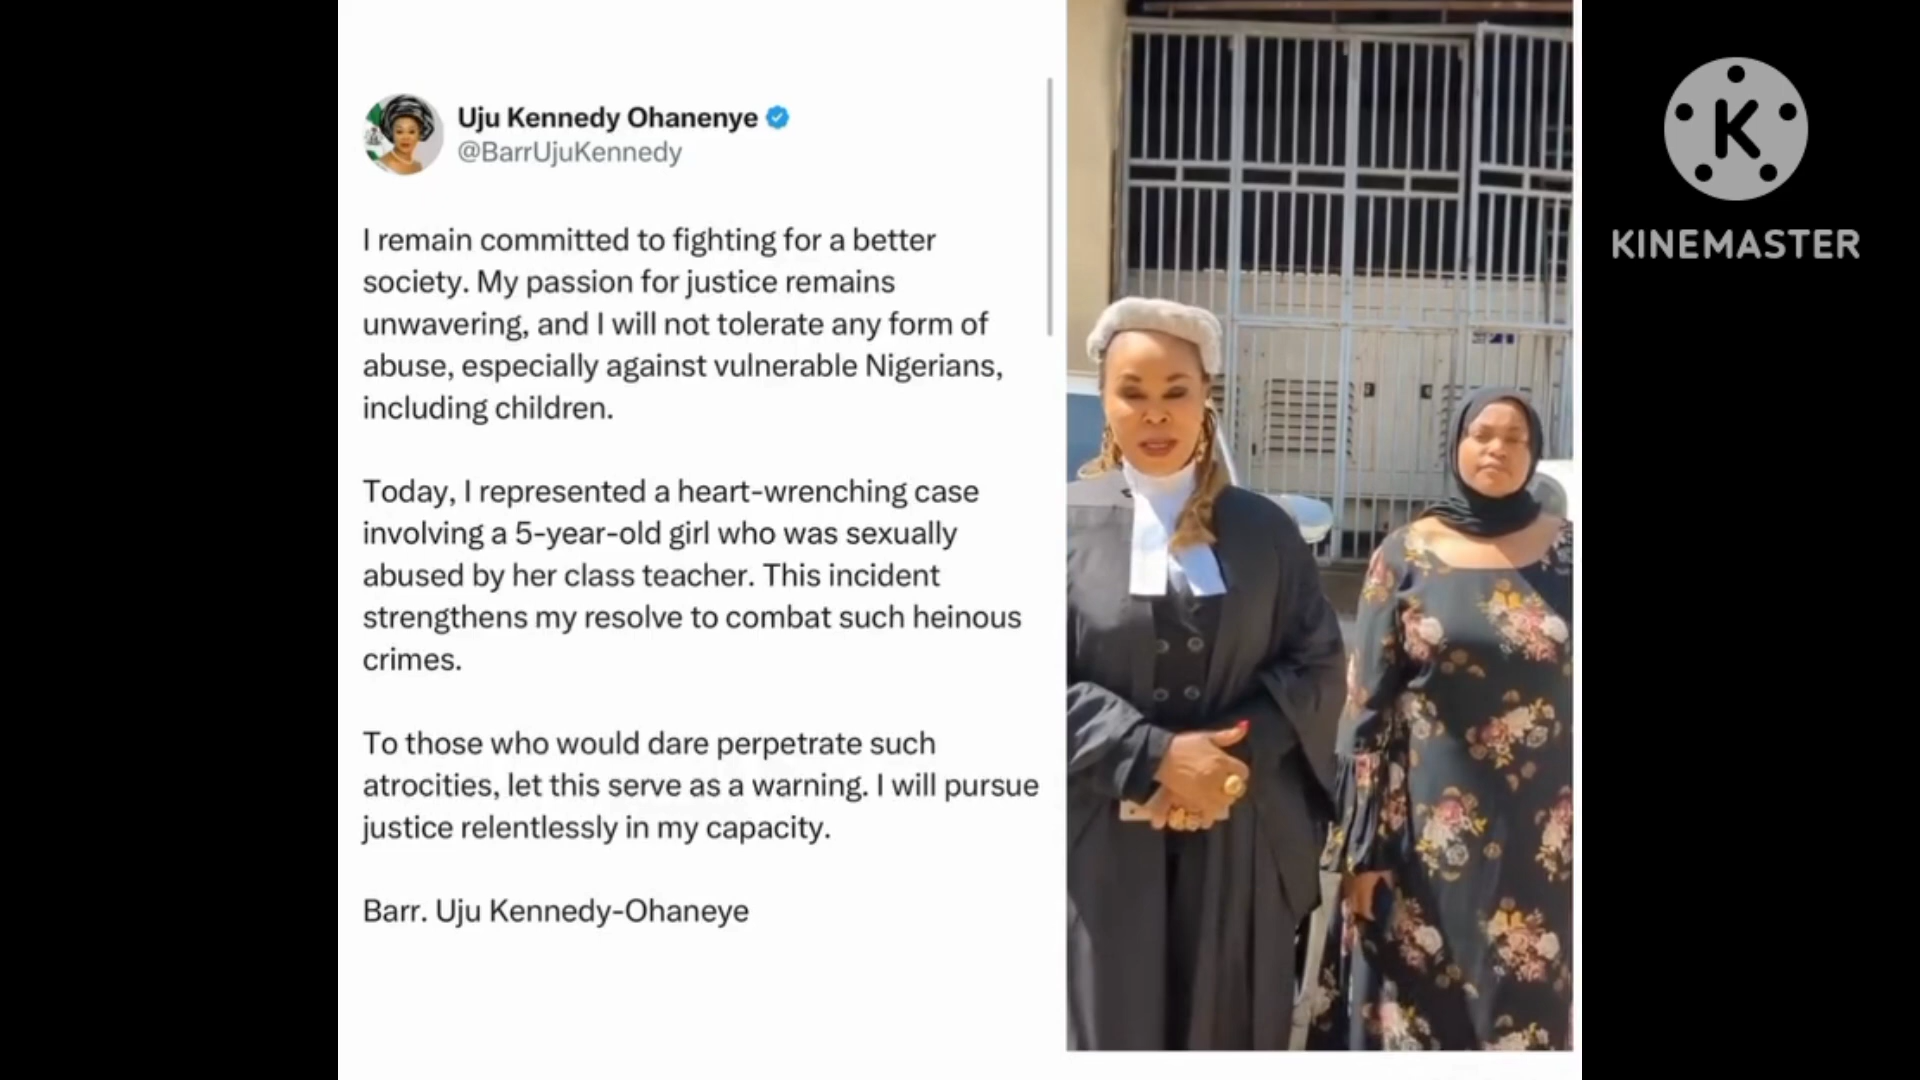 Uju Kennedy Ohanenye
@BarrUjuKennedy
I remain committed to fighting for a better
society. My passion for justice remains
unwavering, and I will not tolerate any form of
abuse, especially against vulnerable Nigerians,
including children.
Today, I represented a heart-wrenching case
involving a 5-year-old girl who was sexually
abused by her class teacher. This incident
strengthens my resolve to combat such heinous
crimes.
To those who would dare perpetrate such
atrocities, let this serve as a warning. I will pursue
justice relentlessly in my capacity.
Barr. Uju Kennedy-Ohaneye
K
KINEMASTER